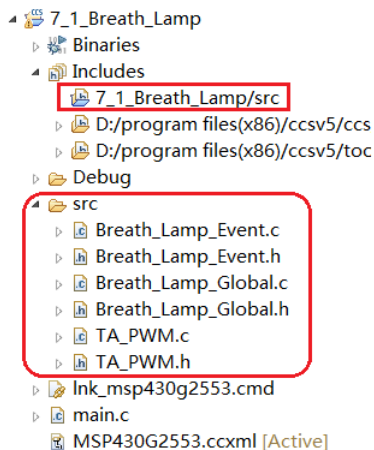 7_1_Breath_Lamp
Binaries
Includes
7_1_Breath_Lamp/src
D:/program files(x86)/ccsv5/ccs
D:/program files(x86)/ccsv5/toc
Debug
src
Breath_Lamp_Event.c
Breath_Lamp_Event.h
Breath_Lamp_Global.c
Breath_Lamp_Global.h
TA_PWM.c
TA_PWM.h
lnk_msp430g2553.cmd
main.c
MSP430G2553.ccxml [Active]